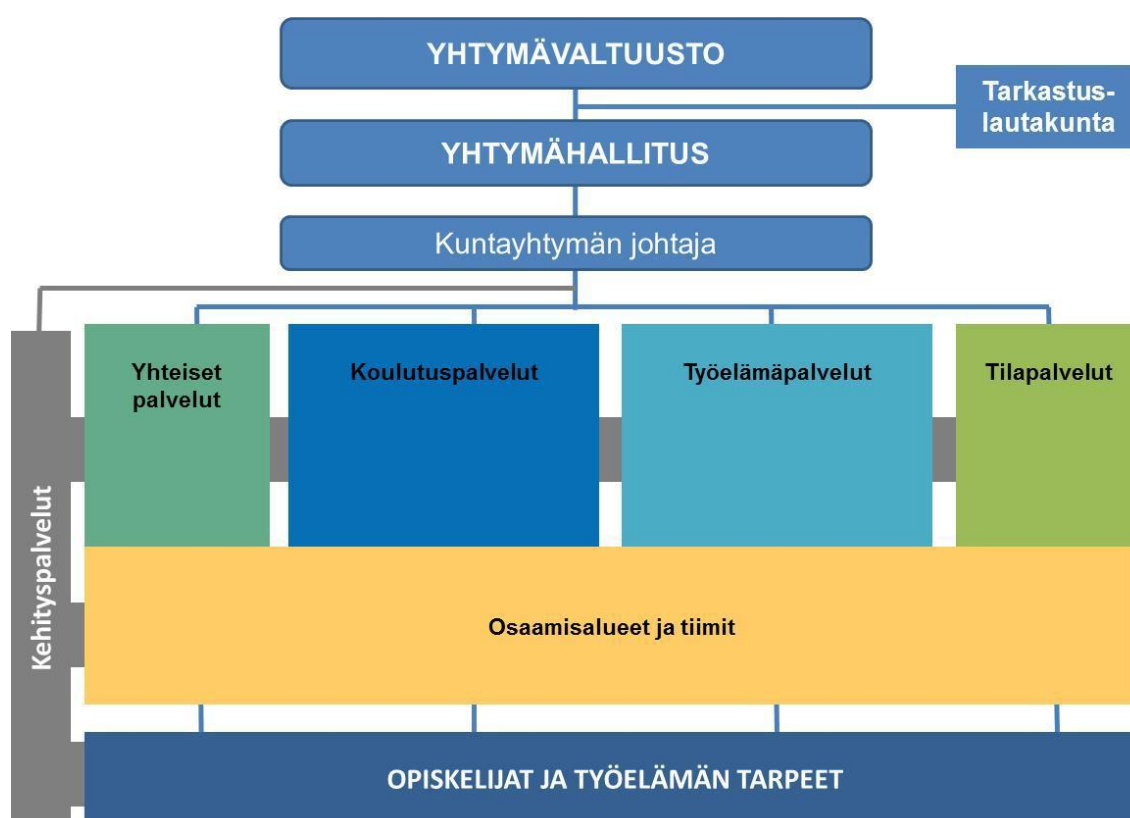 YHTYMÄVALTUUSTO
Tarkastus-
lautakunta
YHTYMÄHALLITUS
Kuntayhtymän johtaja
Yhteiset
palvelut
Koulutuspalvelut
Työelämäpalvelut
Tilapalvelut
Kehityspalvelut
Osaamisalueet ja tiimit
OPISKELIJAT JA TYÖELÄMÄN TARPEET